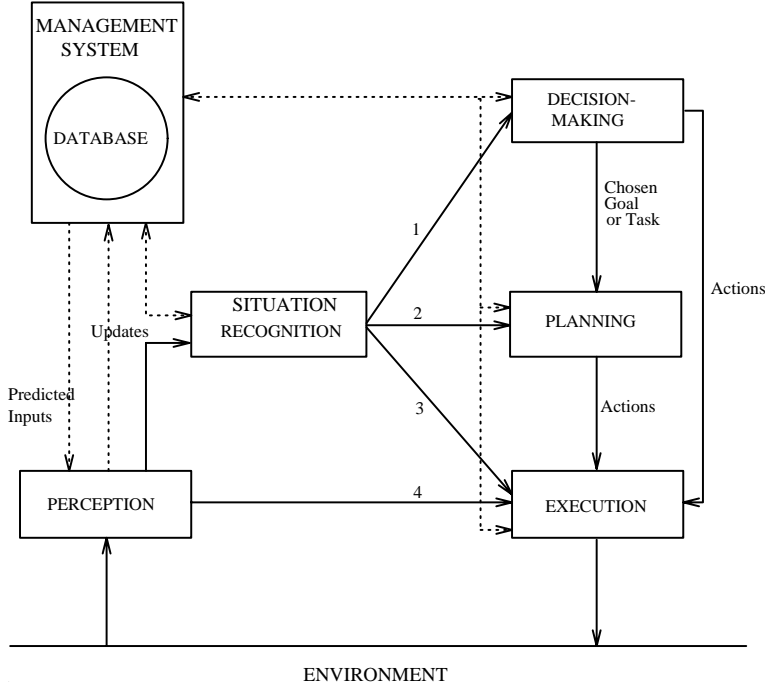 MANAGEMENT
SYSTEM
DATABASE
DECISION-
MAKING
Chosen
Goal
or Task
1
Actions
SITUATION
RECOGNITION
2
PLANNING
Updates
Predicted
Inputs
3
Actions
PERCEPTION
4
EXECUTION
ENVIRONMENT